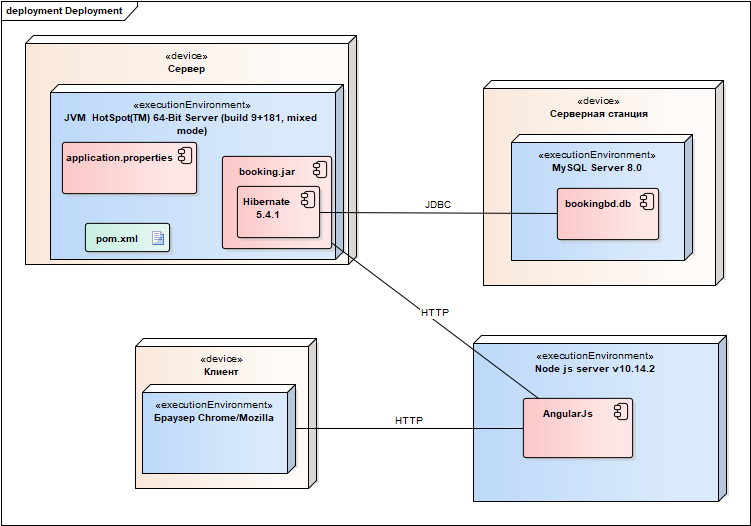 deployment Deployment
«device»
Сервер
«executionEnvironment»
JVM HotSpot(TM) 64-Bit Server (build 9+181, mixed
mode)
application.properties
booking.jar
Hibernate
5.4.1
pom.xml
«device»
Серверная станция
«executionEnvironment»
MySQL Server 8.0
bookingbd.db
JDBC
HTTP
«device»
Клиент
«executionEnvironment»
Браузер Chrome/Mozilla
HTTP
«executionEnvironment»
Node js server v10.14.2
AngularJs